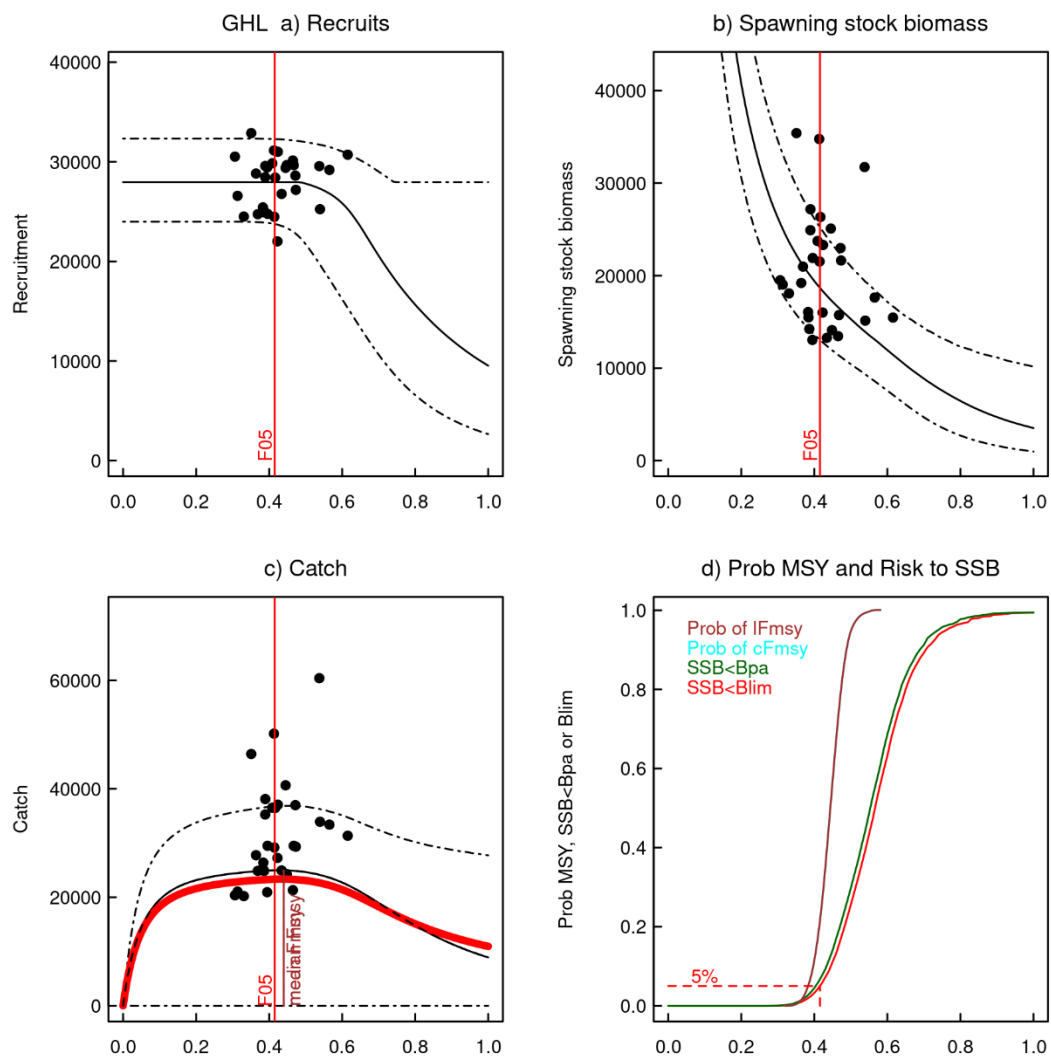 GHL a) Recruits
Recruitment
40000
30000
20000
10000
0
F05
0.0 0.2 0.4 0.6 0.8 1.0
b) Spawning stock biomass
Spawning stock biomass
40000
30000
20000
10000
0
F05
0.0 0.2 0.4 0.6 0.8 1.0
c) Catch
Catch
60000
40000
20000
0
F05
median Fmsy
0.0 0.2 0.4 0.6 0.8 1.0
d) Prob MSY and Risk to SSB
Prob MSY, SSB<Bpa or Blim
1.0
0.8
0.6
0.4
0.2
0.0
Prob of lFmsy
Prob of cFmsy
SSB<Bpa
SSB<Blim
5%
0.0 0.2 0.4 0.6 0.8 1.0